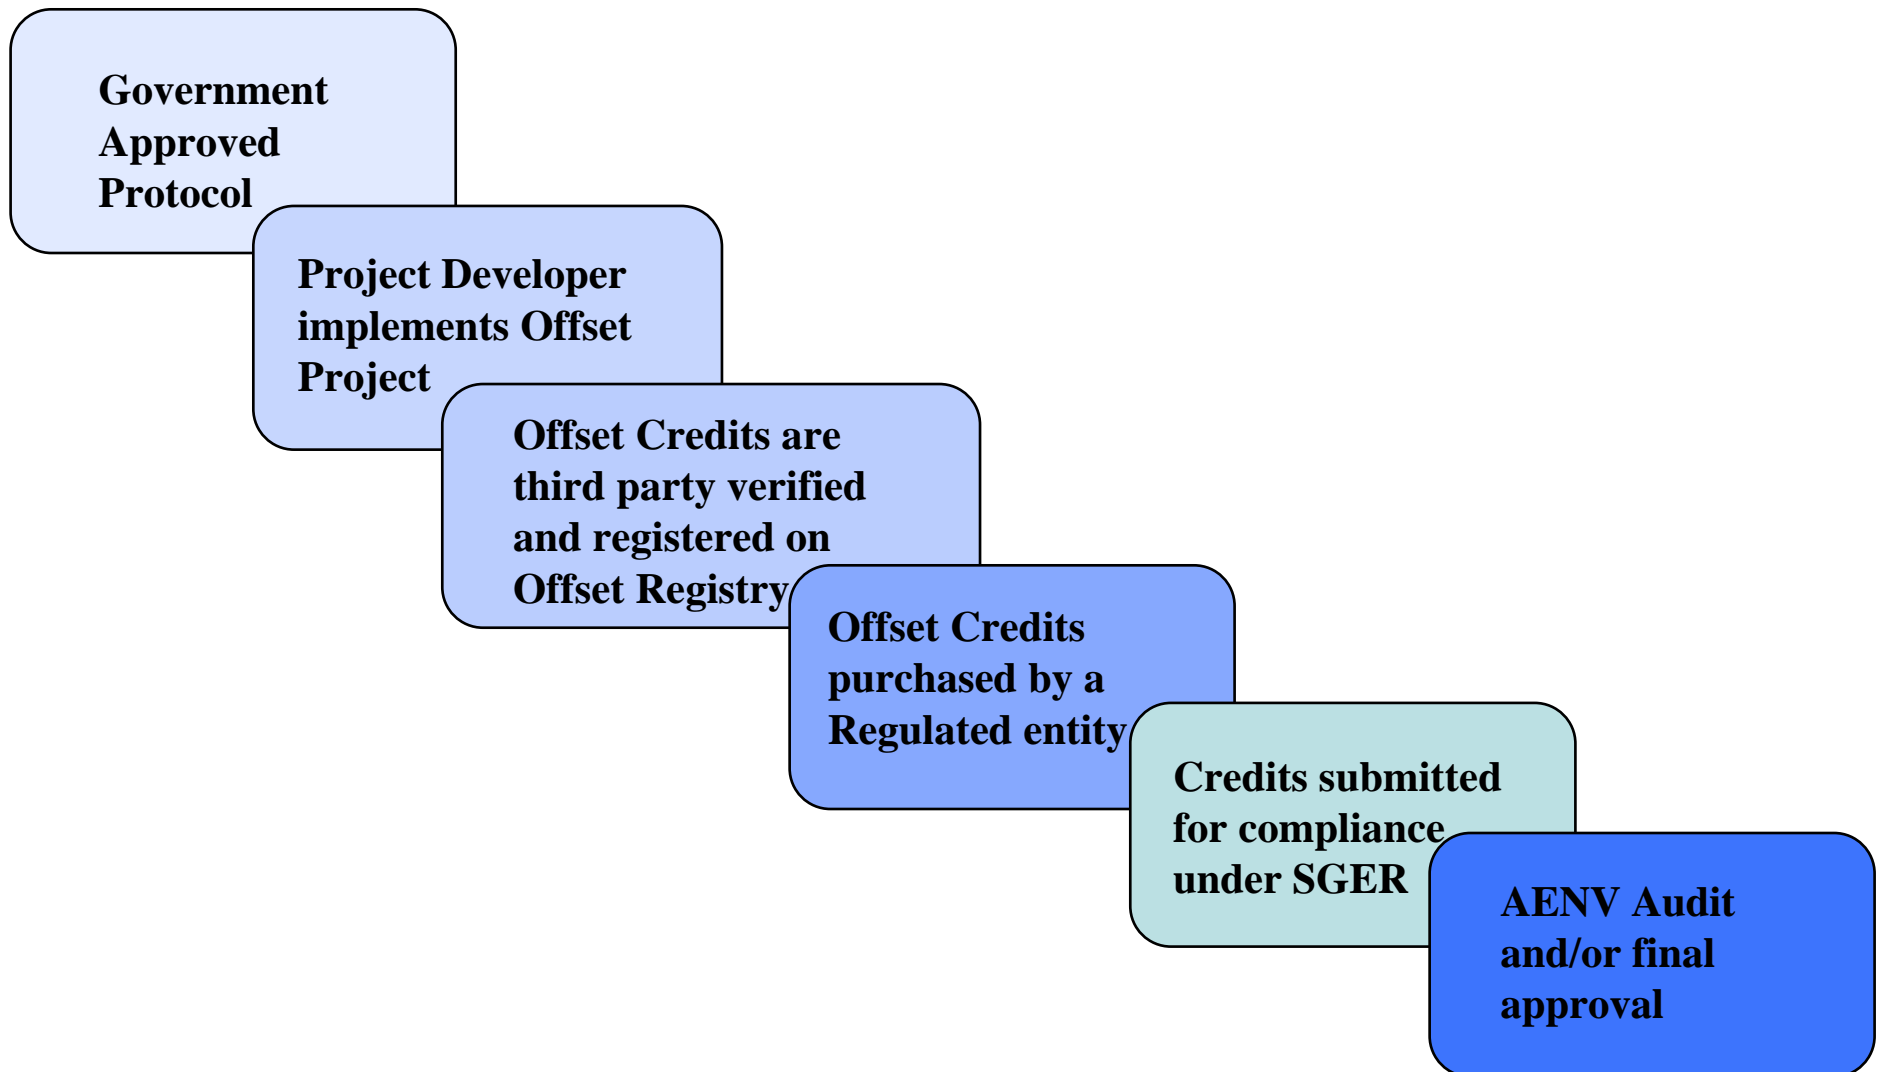 Government
Approved
Protocol
Project Developer
implements Offset
Project
Offset Credits are
third party verified
and registered on
Offset Registry
Offset Credits
purchased by a
Regulated entity
Credits submitted
for compliance
under SGER
AENV Audit
and/or final
approval